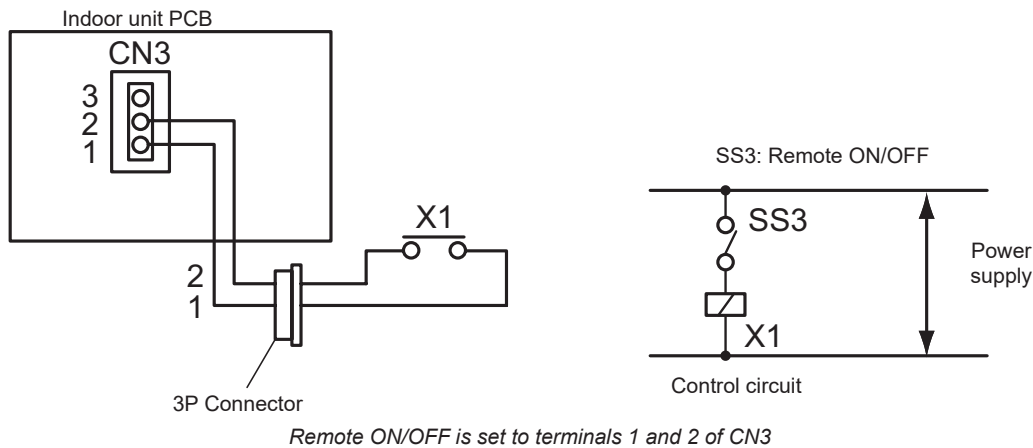 Indoor unit PCB
CN3
3
2
1
X1
2
1
3P Connector
SS3: Remote ON/OFF
SS3
Power
supply
X1
Control circuit
Remote ON/OFF is set to terminals 1 and 2 of CN3